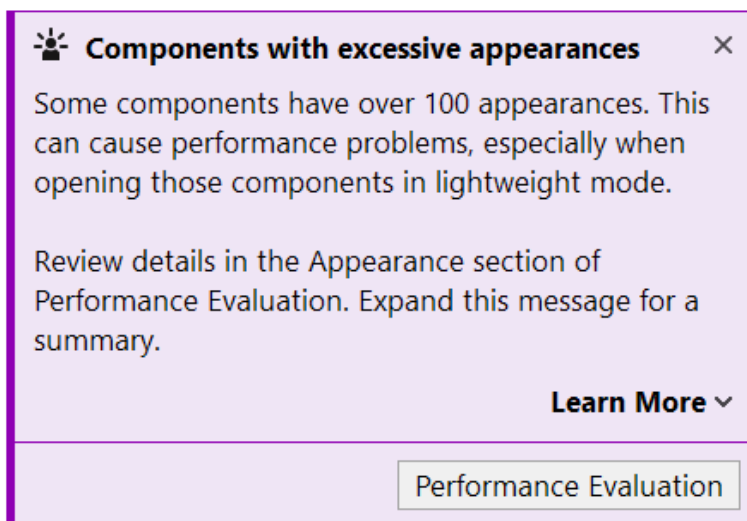 Components with excessive appearances
Some components have over 100 appearances. This
can cause performance problems, especially when
opening those components in lightweight mode.
Review details in the Appearance section of
Performance Evaluation. Expand this message for a
summary.
Learn More
Performance Evaluation